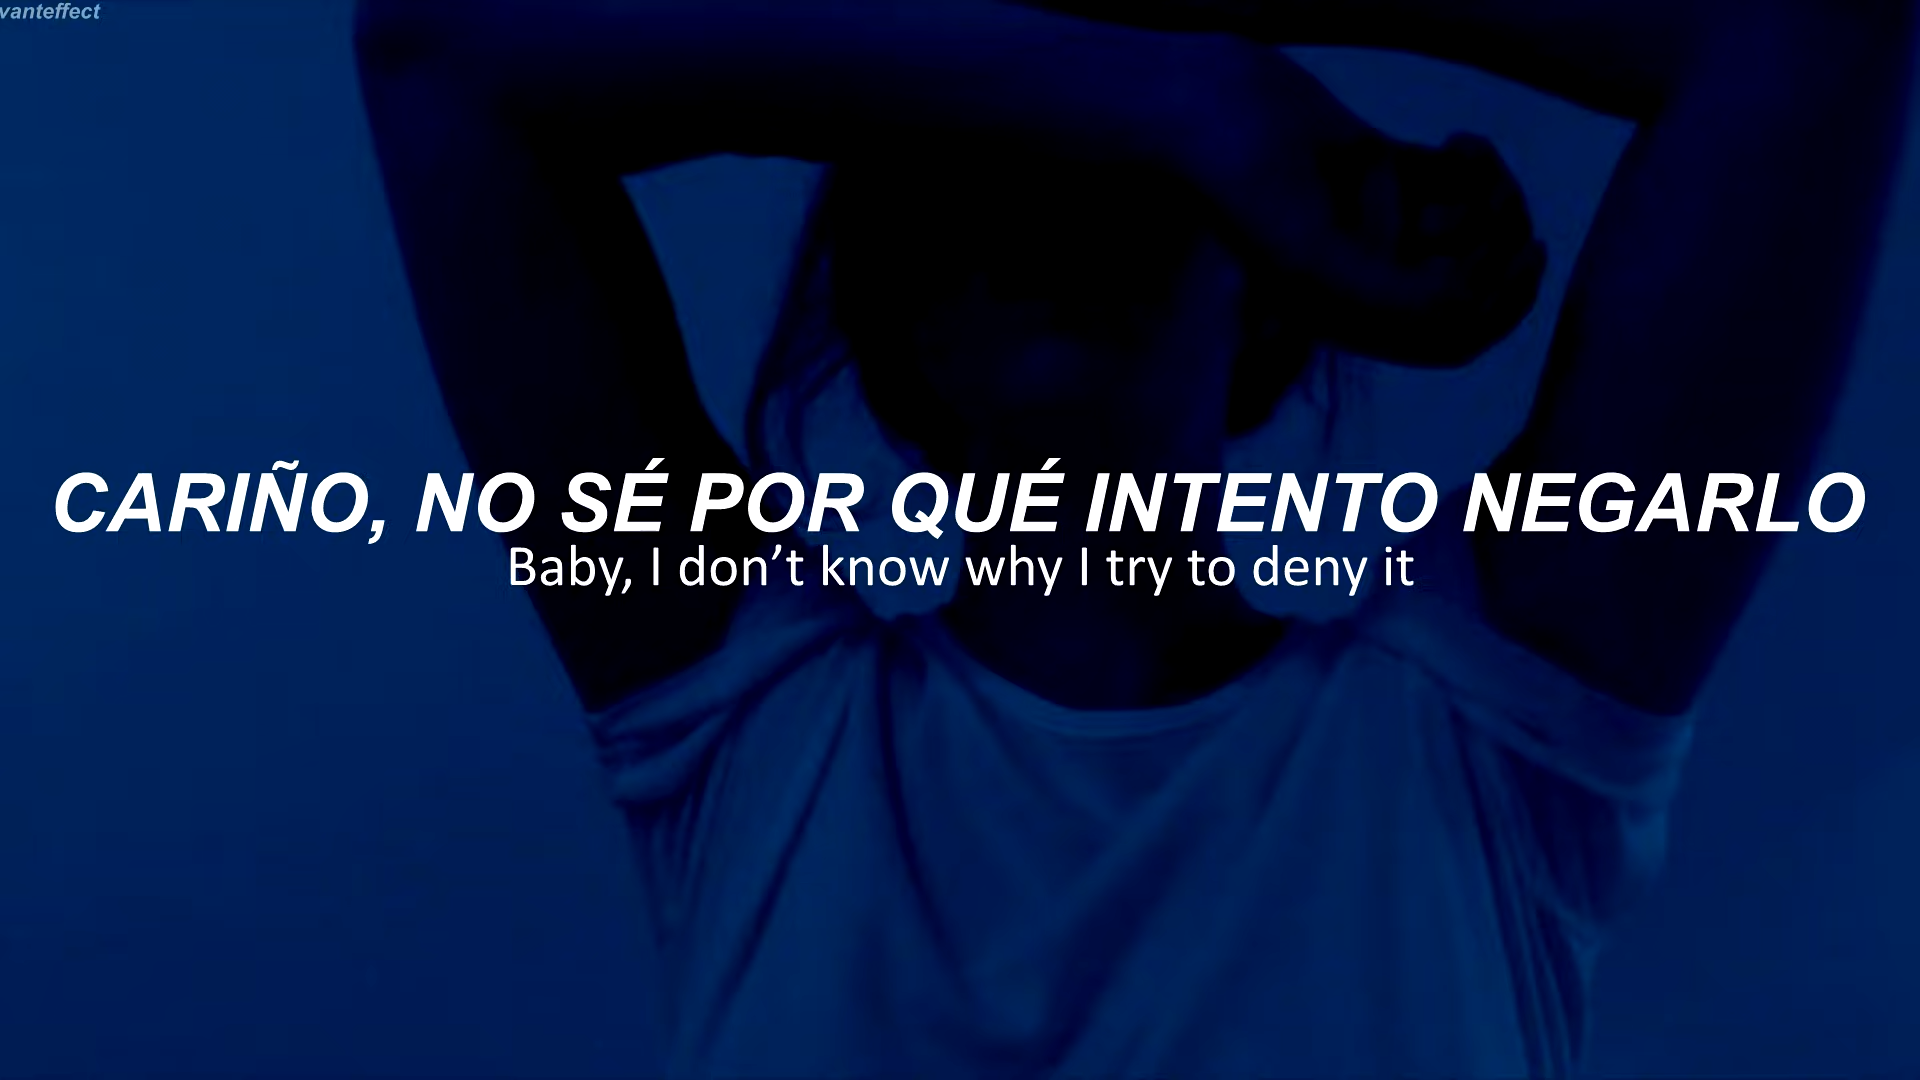 vanteffect
CARIÑO, NO SÉ POR QUÉ INTENTO NEGARLO
Baby, I don’t know why I try to deny it